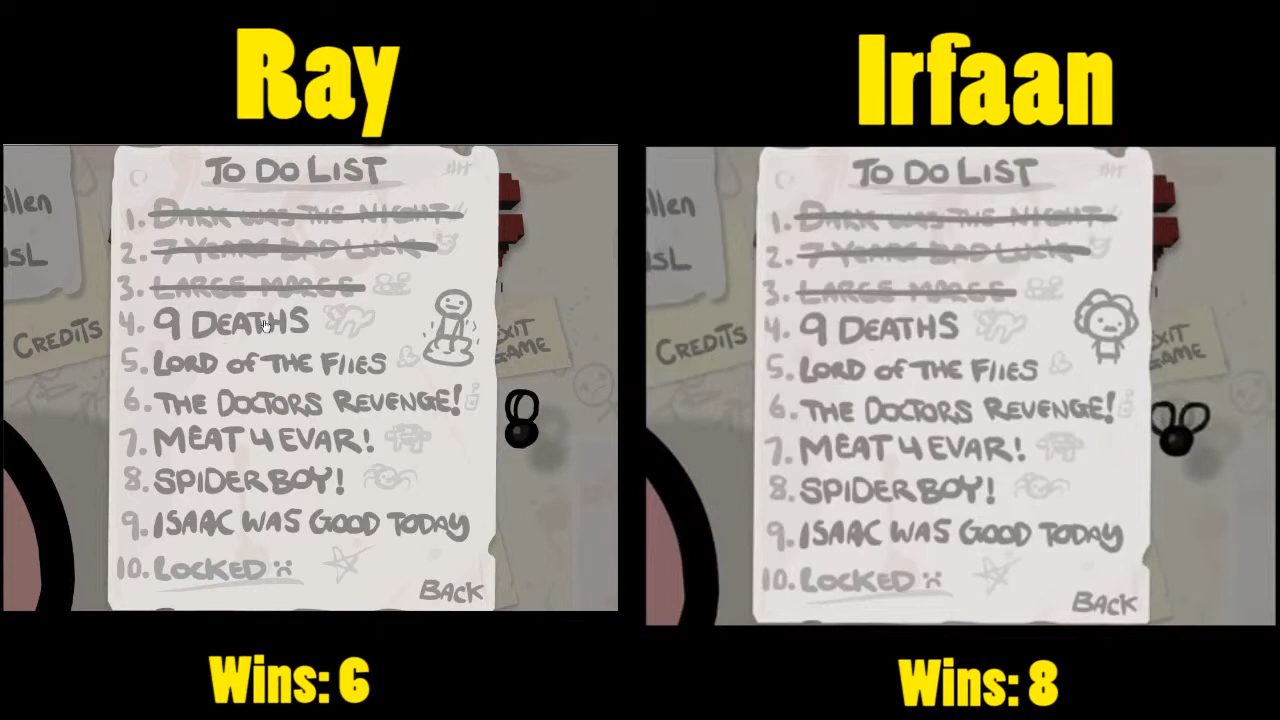 Ray
TO DO LIST
1. DARK WAS THE NIGHT
2. 7 YEARS BAD LUCK
3. LARGE MARGE
4. 9 DEATHS
5. LORD OF THE FLIES
6. THE DOCTORS REVENGE!
7. MEAT 4 EVAR!
8. SPIDER BOY!
9. ISAAC WAS GOOD TODAY
10. LOCKED
BACK
CREDITS
EXIT
GAME
Wins: 6
Irfaan
TO DO LIST
1. DARK WAS THE NIGHT
2. 7 YEARS BAD LUCK
3. LARGE MARGE
4. 9 DEATHS
5. LORD OF THE FLIES
6. THE DOCTORS REVENGE!
7. MEAT 4 EVAR!
8. SPIDER BOY!
9. ISAAC WAS GOOD TODAY
10. LOCKED
BACK
CREDITS
EXIT
GAME
Wins: 8